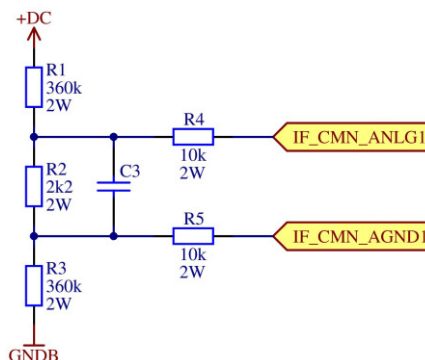 +DC
R1
360k
2W
R4
10k
2W
IF_CMN_ANLG1
R2
2k2
2W
C3
R5
10k
2W
IF_CMN_AGND1
R3
360k
2W
GNDB